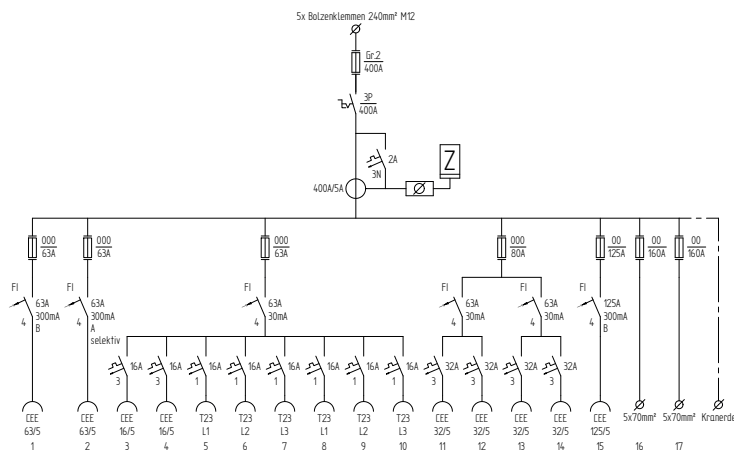 5x Bolzenklemmen 240mm² M12
Gr.2
400A
3P
400A
2A
3N
Z
400A/5A
000
63A
000
63A
000
63A
000
80A
00
125A
00
160A
00
160A
FI
63A
300mA
4
B
FI
63A
300mA
4
A
selektiv
FI
63A
30mA
4
FI
63A
30mA
4
FI
63A
30mA
4
FI
125A
300mA
4
B
16A
3
16A
3
16A
1
16A
1
16A
1
16A
1
16A
1
16A
1
32A
3
32A
3
32A
3
32A
3
CEE
63/5
1
CEE
63/5
2
CEE
16/5
3
CEE
16/5
4
T23
L1
5
T23
L2
6
T23
L3
7
T23
L1
8
T23
L2
9
T23
L3
10
CEE
32/5
11
CEE
32/5
12
CEE
32/5
13
CEE
32/5
14
CEE
125/5
15
5x70mm²
16
5x70mm²
17
Kranerde